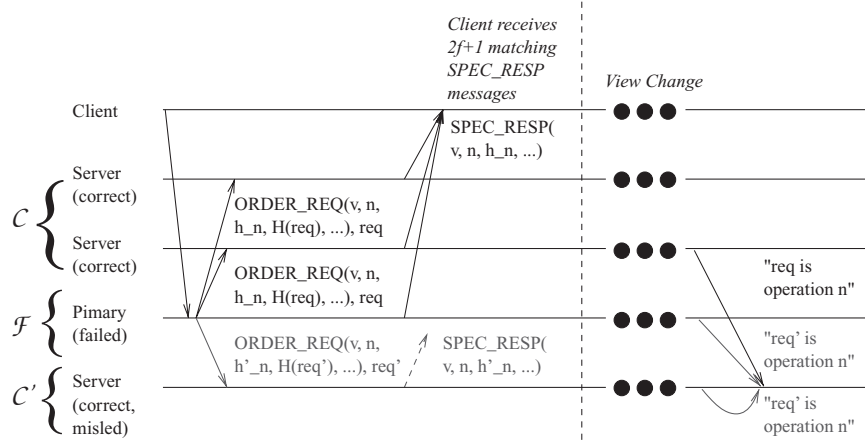 Client receives
2f+1 matching
SPEC_RESP
messages
View Change
Client
SPEC_RESP(
v, n, h_n, ...)
Server
(correct)
C
ORDER_REQ(v, n,
h_n, H(req), ...), req
Server
(correct)
ORDER_REQ(v, n,
h_n, H(req), ...), req
"req is
operation n"
F
Pimary
(failed)
ORDER_REQ(v, n,
h’_n, H(req’), ...), req’
SPEC_RESP(
v, n, h’_n, ...)
"req’ is
operation n"
C’
Server
(correct,
misled)
"req’ is
operation n"